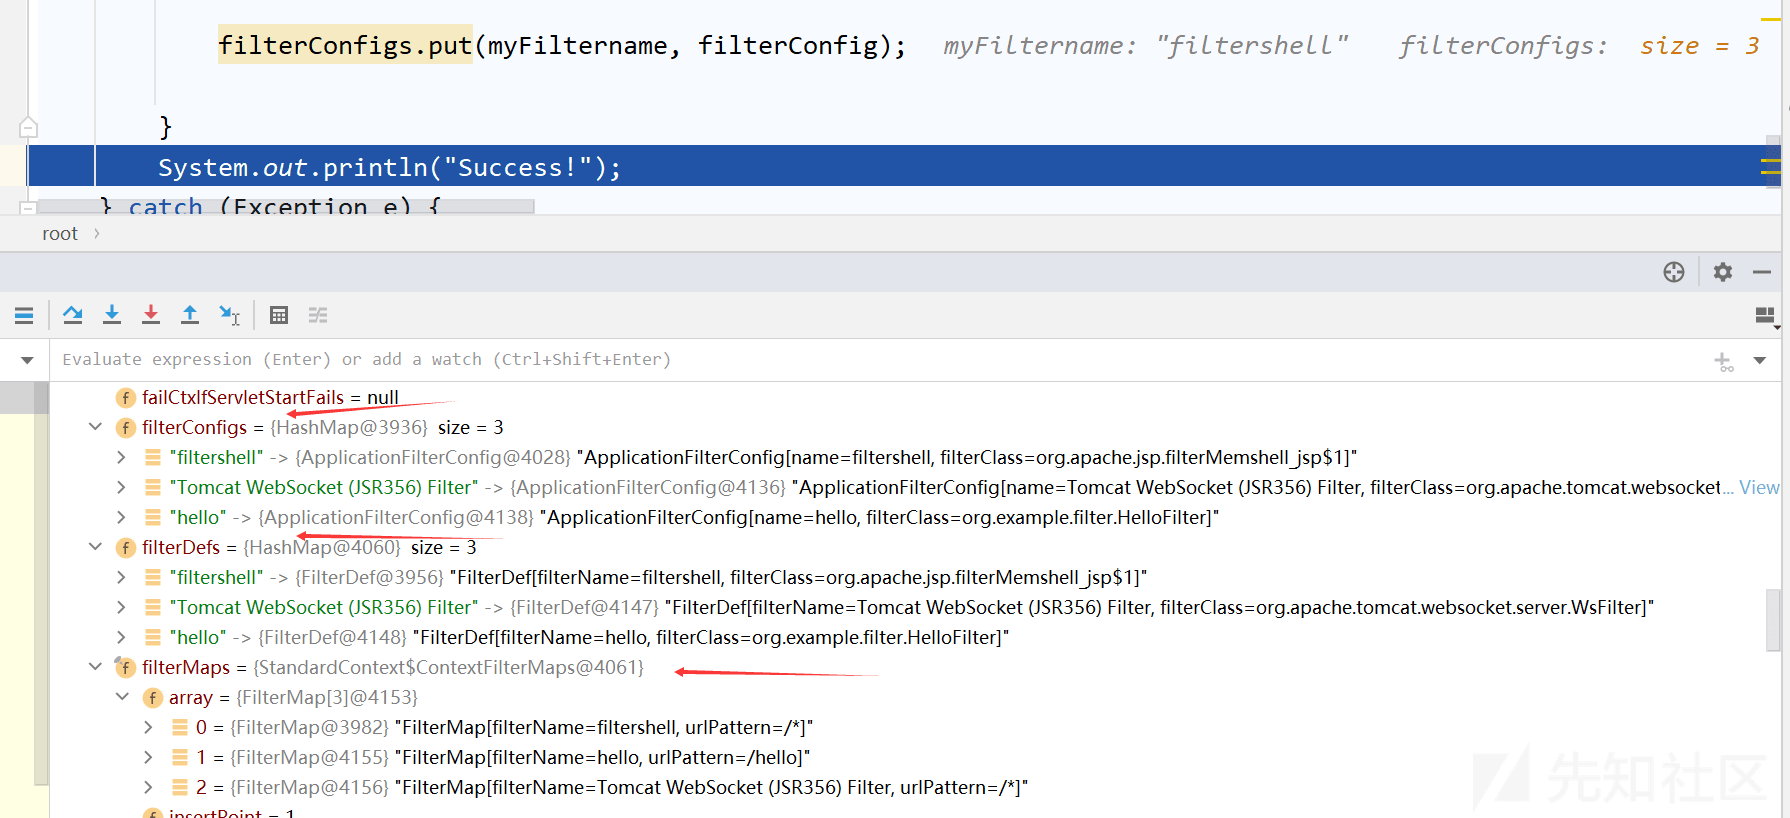 filterConfigs.put(myFiltername, filterConfig);  myFiltername: "filtershell"  filterConfigs:  size = 3
}
System.out.println("Success!");
} catch (Exception e) {
root
Evaluate expression (Enter) or add a watch (Ctrl+Shift+Enter)
failCtxIfServletStartFails = null
filterConfigs = {HashMap@3936} size = 3
"filtershell" -> {ApplicationFilterConfig@4028} "ApplicationFilterConfig[name=filtershell, filterClass=org.apache.jsp.filterMemshell_jsp$1]"
"Tomcat WebSocket (JSR356) Filter" -> {ApplicationFilterConfig@4136} "ApplicationFilterConfig[name=Tomcat WebSocket (JSR356) Filter, filterClass=org.apache.tomcat.websocket... View
"hello" -> {ApplicationFilterConfig@4138} "ApplicationFilterConfig[name=hello, filterClass=org.example.filter.HelloFilter]"
filterDefs = {HashMap@4060} size = 3
"filtershell" -> {FilterDef@3956} "FilterDef[filterName=filtershell, filterClass=org.apache.jsp.filterMemshell_jsp$1]"
"Tomcat WebSocket (JSR356) Filter" -> {FilterDef@4147} "FilterDef[filterName=Tomcat WebSocket (JSR356) Filter, filterClass=org.apache.tomcat.websocket.server.WsFilter]"
"hello" -> {FilterDef@4148} "FilterDef[filterName=hello, filterClass=org.example.filter.HelloFilter]"
filterMaps = {StandardContext$ContextFilterMaps@4061}
array = {FilterMap[3]@4153}
0 = {FilterMap@3982} "FilterMap[filterName=filtershell, urlPattern=/*]"
1 = {FilterMap@4155} "FilterMap[filterName=hello, urlPattern=/hello]"
2 = {FilterMap@4156} "FilterMap[filterName=Tomcat WebSocket (JSR356) Filter, urlPattern=/*]"
insertPoint = 1
先知社区